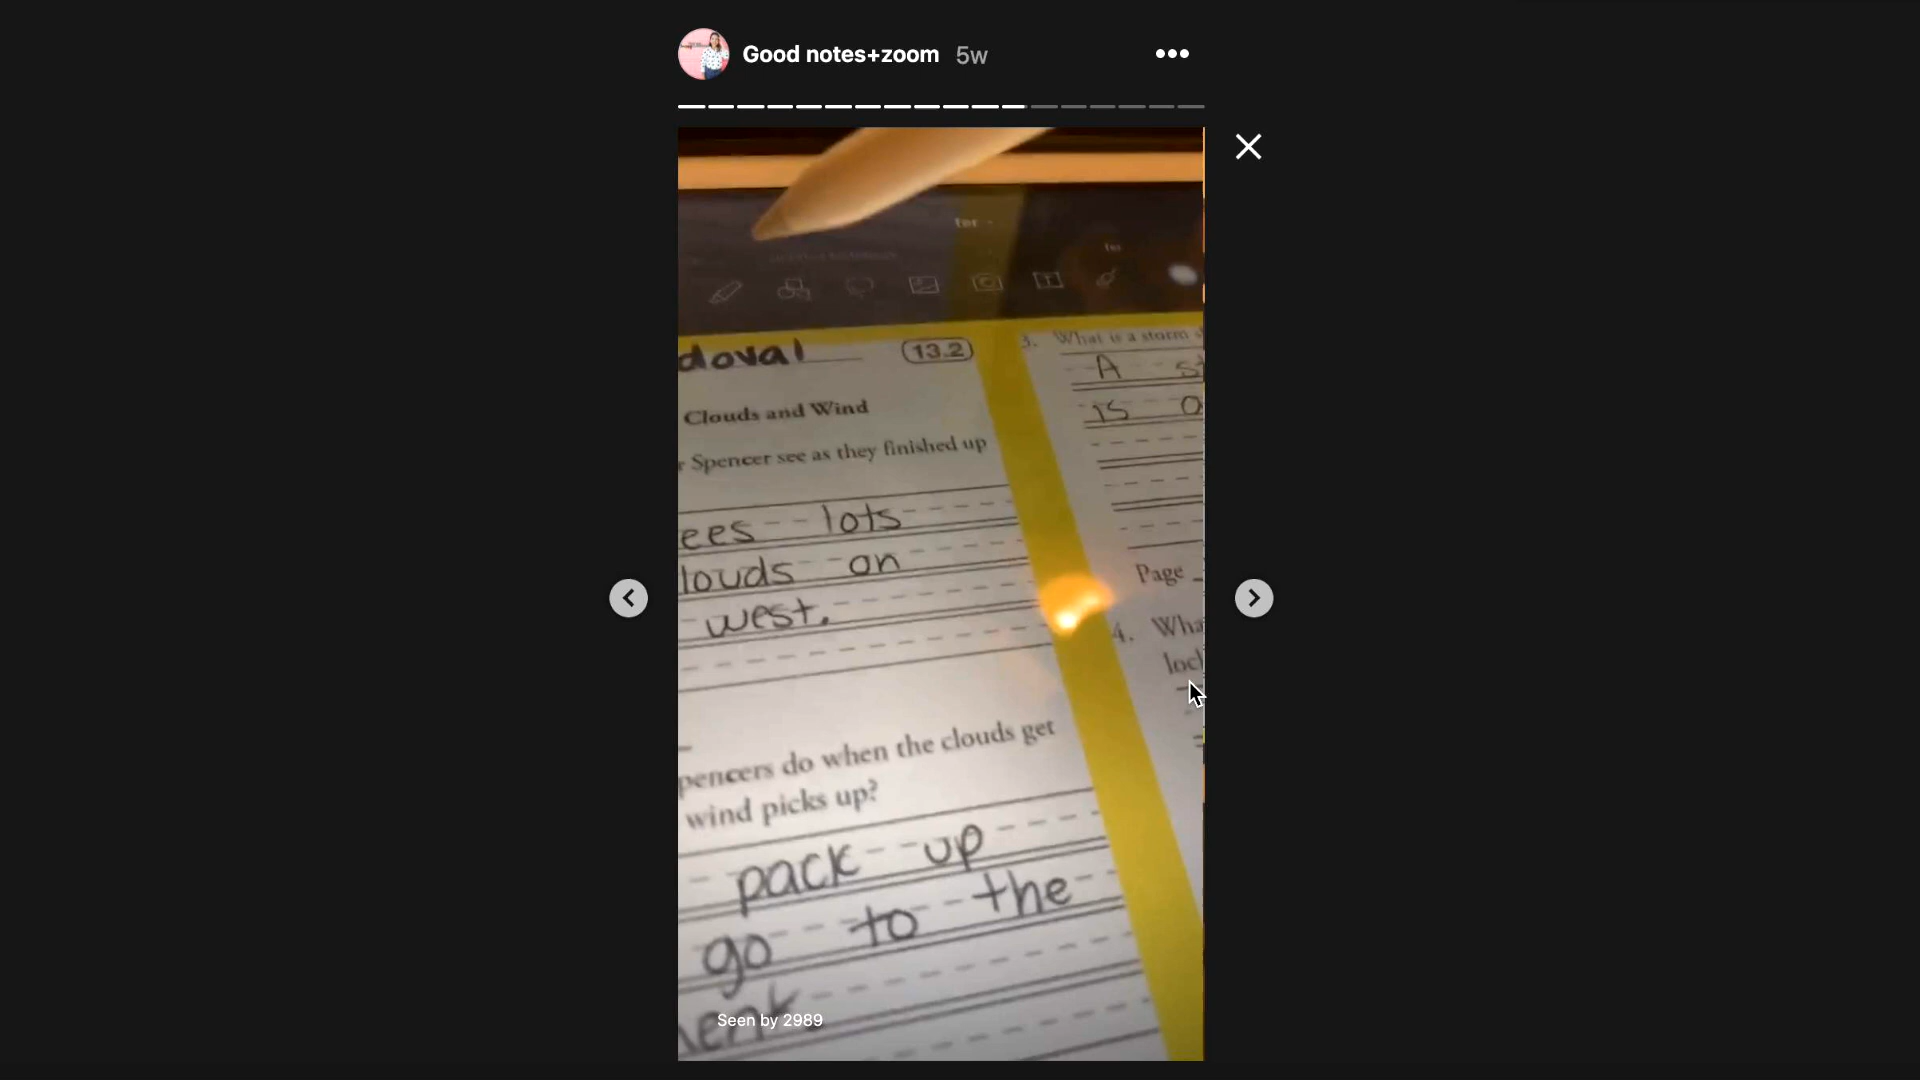 Good notes+zoom 5w
doval
13.2
Clouds and Wind
r Spencer see as they finished up
ees lots
louds on
west.
pencers do when the clouds get
wind picks up?
pack up
go to the
3. What is a storm
A st
is
Page
4. Wha
loc
Seen by 2989